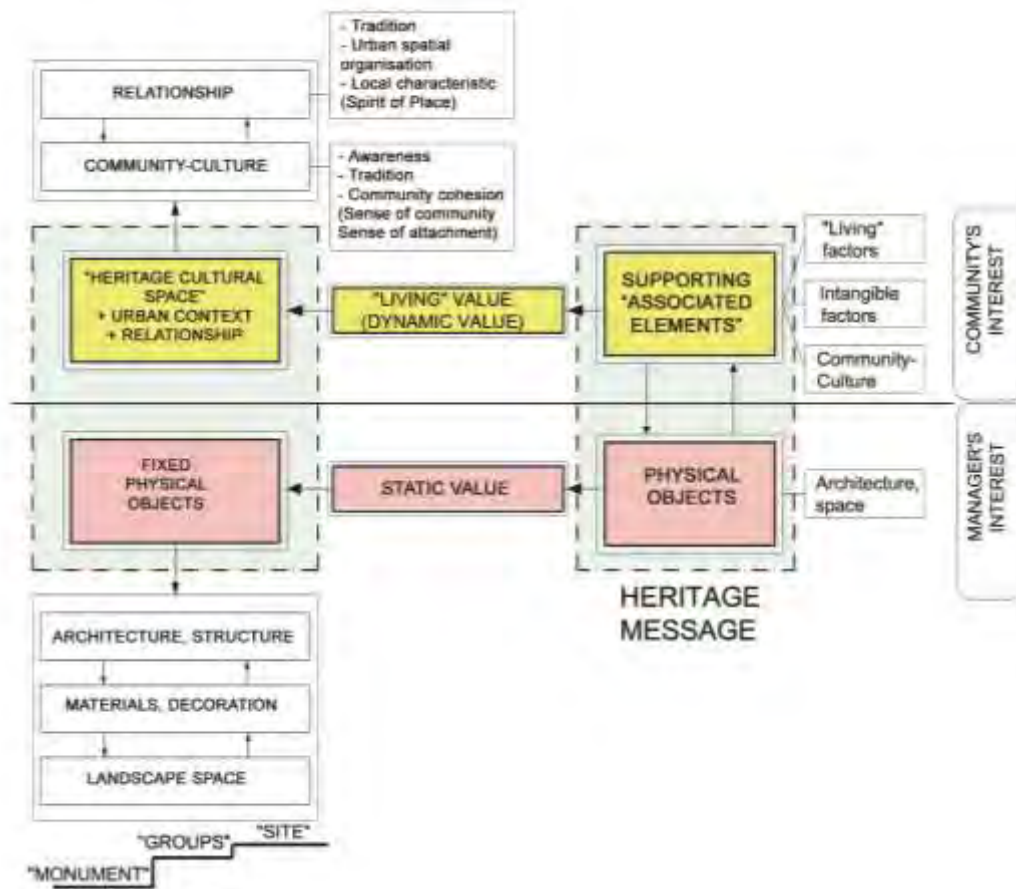 - Tradition
- Urban spatial
organisation
- Local characteristic
(Spirit of Place)
RELATIONSHIP
COMMUNITY-CULTURE
- Awareness
- Tradition
- Community cohesion
(Sense of community
Sense of attachment)
"HERITAGE CULTURAL
SPACE"
+ URBAN CONTEXT
+ RELATIONSHIP
"LIVING" VALUE
(DYNAMIC VALUE)
SUPPORTING
"ASSOCIATED
ELEMENTS"
"Living"
factors
Intangible
factors
Community-
Culture
COMMUNITY'S
INTEREST
FIXED
PHYSICAL
OBJECTS
STATIC VALUE
PHYSICAL
OBJECTS
Architecture,
space
MANAGER'S
INTEREST
HERITAGE
MESSAGE
ARCHITECTURE, STRUCTURE
MATERIALS, DECORATION
LANDSCAPE SPACE
"MONUMENT"
"GROUPS"
"SITE"